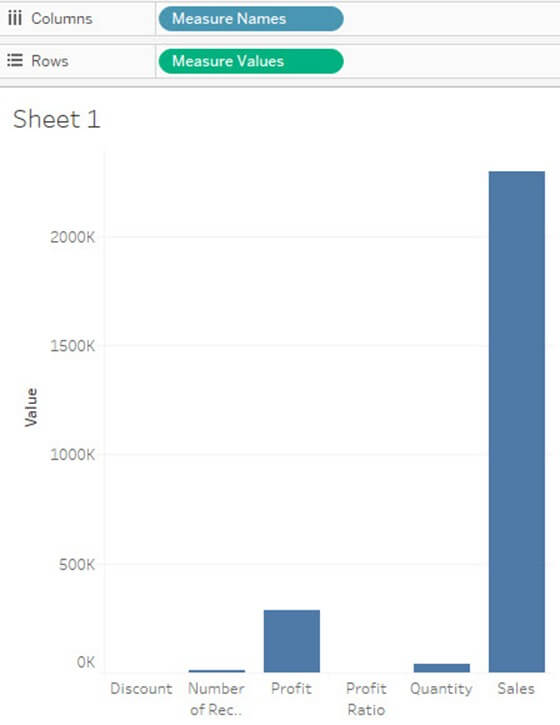 Columns
Measure Names
Rows
Measure Values
Sheet 1
2000K
1500K
1000K
500K
0K
Value
Discount
Number
of Rec..
Profit
Profit
Ratio
Quantity
Sales